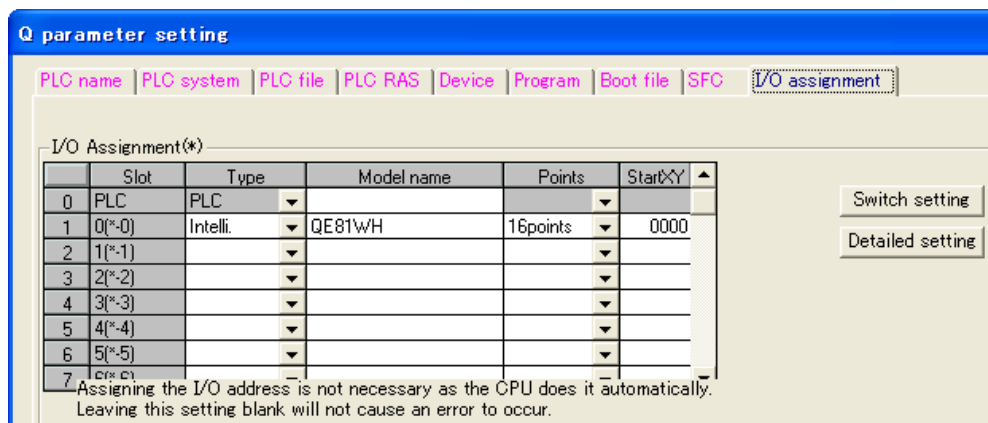 Q parameter setting
PLC name PLC system PLC file PLC RAS Device Program Boot file SFC I/O assignment
I/O Assignment(*)
Slot Type Model name Points StartXY
0 PLC PLC
Switch setting
1 0(*-0) Intelli. QE81WH 16points 0000
Detailed setting
2 1(*-1)
3 2(*-2)
4 3(*-3)
5 4(*-4)
6 5(*-5)
7 6(*-6)
Assigning the I/O address is not necessary as the CPU does it automatically.
Leaving this setting blank will not cause an error to occur.